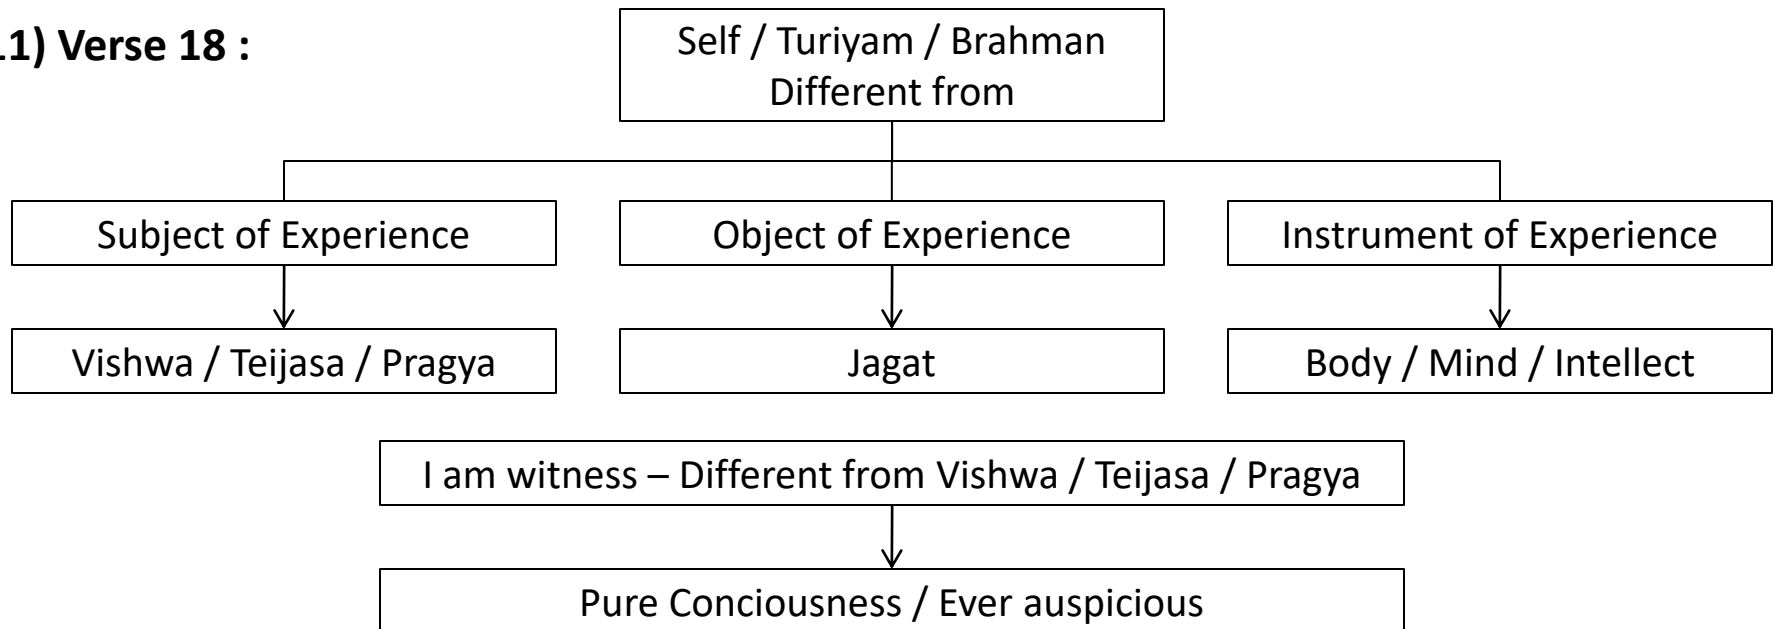 11) Verse 18 :
Self / Turiyam / Brahman
Different from
Subject of Experience
Object of Experience
Instrument of Experience
Vishwa / Teijasa / Pragya
Jagat
Body / Mind / Intellect
I am witness – Different from Vishwa / Teijasa / Pragya
Pure Conciousness / Ever auspicious